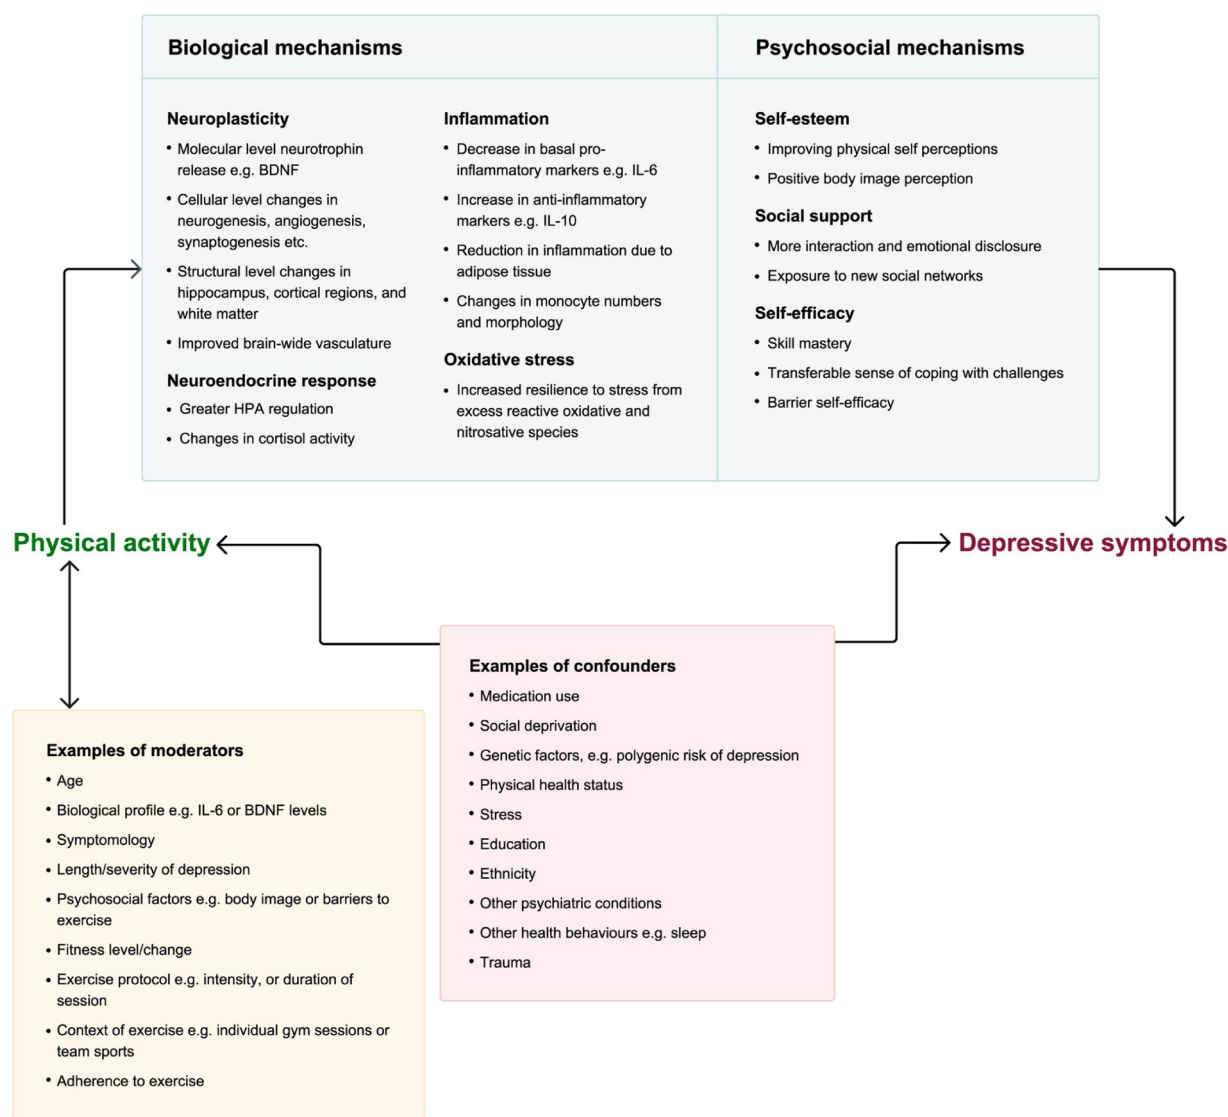 Biological mechanisms
Psychosocial mechanisms
Neuroplasticity
• Molecular level neurotrophin
release e.g. BDNF
• Cellular level changes in
neurogenesis, angiogenesis,
synaptogenesis etc.
• Structural level changes in
hippocampus, cortical regions, and
white matter
• Improved brain-wide vasculature
Neuroendocrine response
• Greater HPA regulation
• Changes in cortisol activity
Inflammation
• Decrease in basal pro-
inflammatory markers e.g. IL-6
• Increase in anti-inflammatory
markers e.g. IL-10
• Reduction in inflammation due to
adipose tissue
• Changes in monocyte numbers
and morphology
Oxidative stress
• Increased resilience to stress from
excess reactive oxidative and
nitrosative species
Self-esteem
• Improving physical self perceptions
• Positive body image perception
Social support
• More interaction and emotional disclosure
• Exposure to new social networks
Self-efficacy
• Skill mastery
• Transferable sense of coping with challenges
• Barrier self-efficacy
Physical activity
Depressive symptoms
Examples of moderators
• Age
• Biological profile e.g. IL-6 or BDNF levels
• Symptomology
• Length/severity of depression
• Psychosocial factors e.g. body image or barriers to
exercise
• Fitness level/change
• Exercise protocol e.g. intensity, or duration of
session
• Context of exercise e.g. individual gym sessions or
team sports
• Adherence to exercise
Examples of confounders
• Medication use
• Social deprivation
• Genetic factors, e.g. polygenic risk of depression
• Physical health status
• Stress
• Education
• Ethnicity
• Other psychiatric conditions
• Other health behaviours e.g. sleep
• Trauma